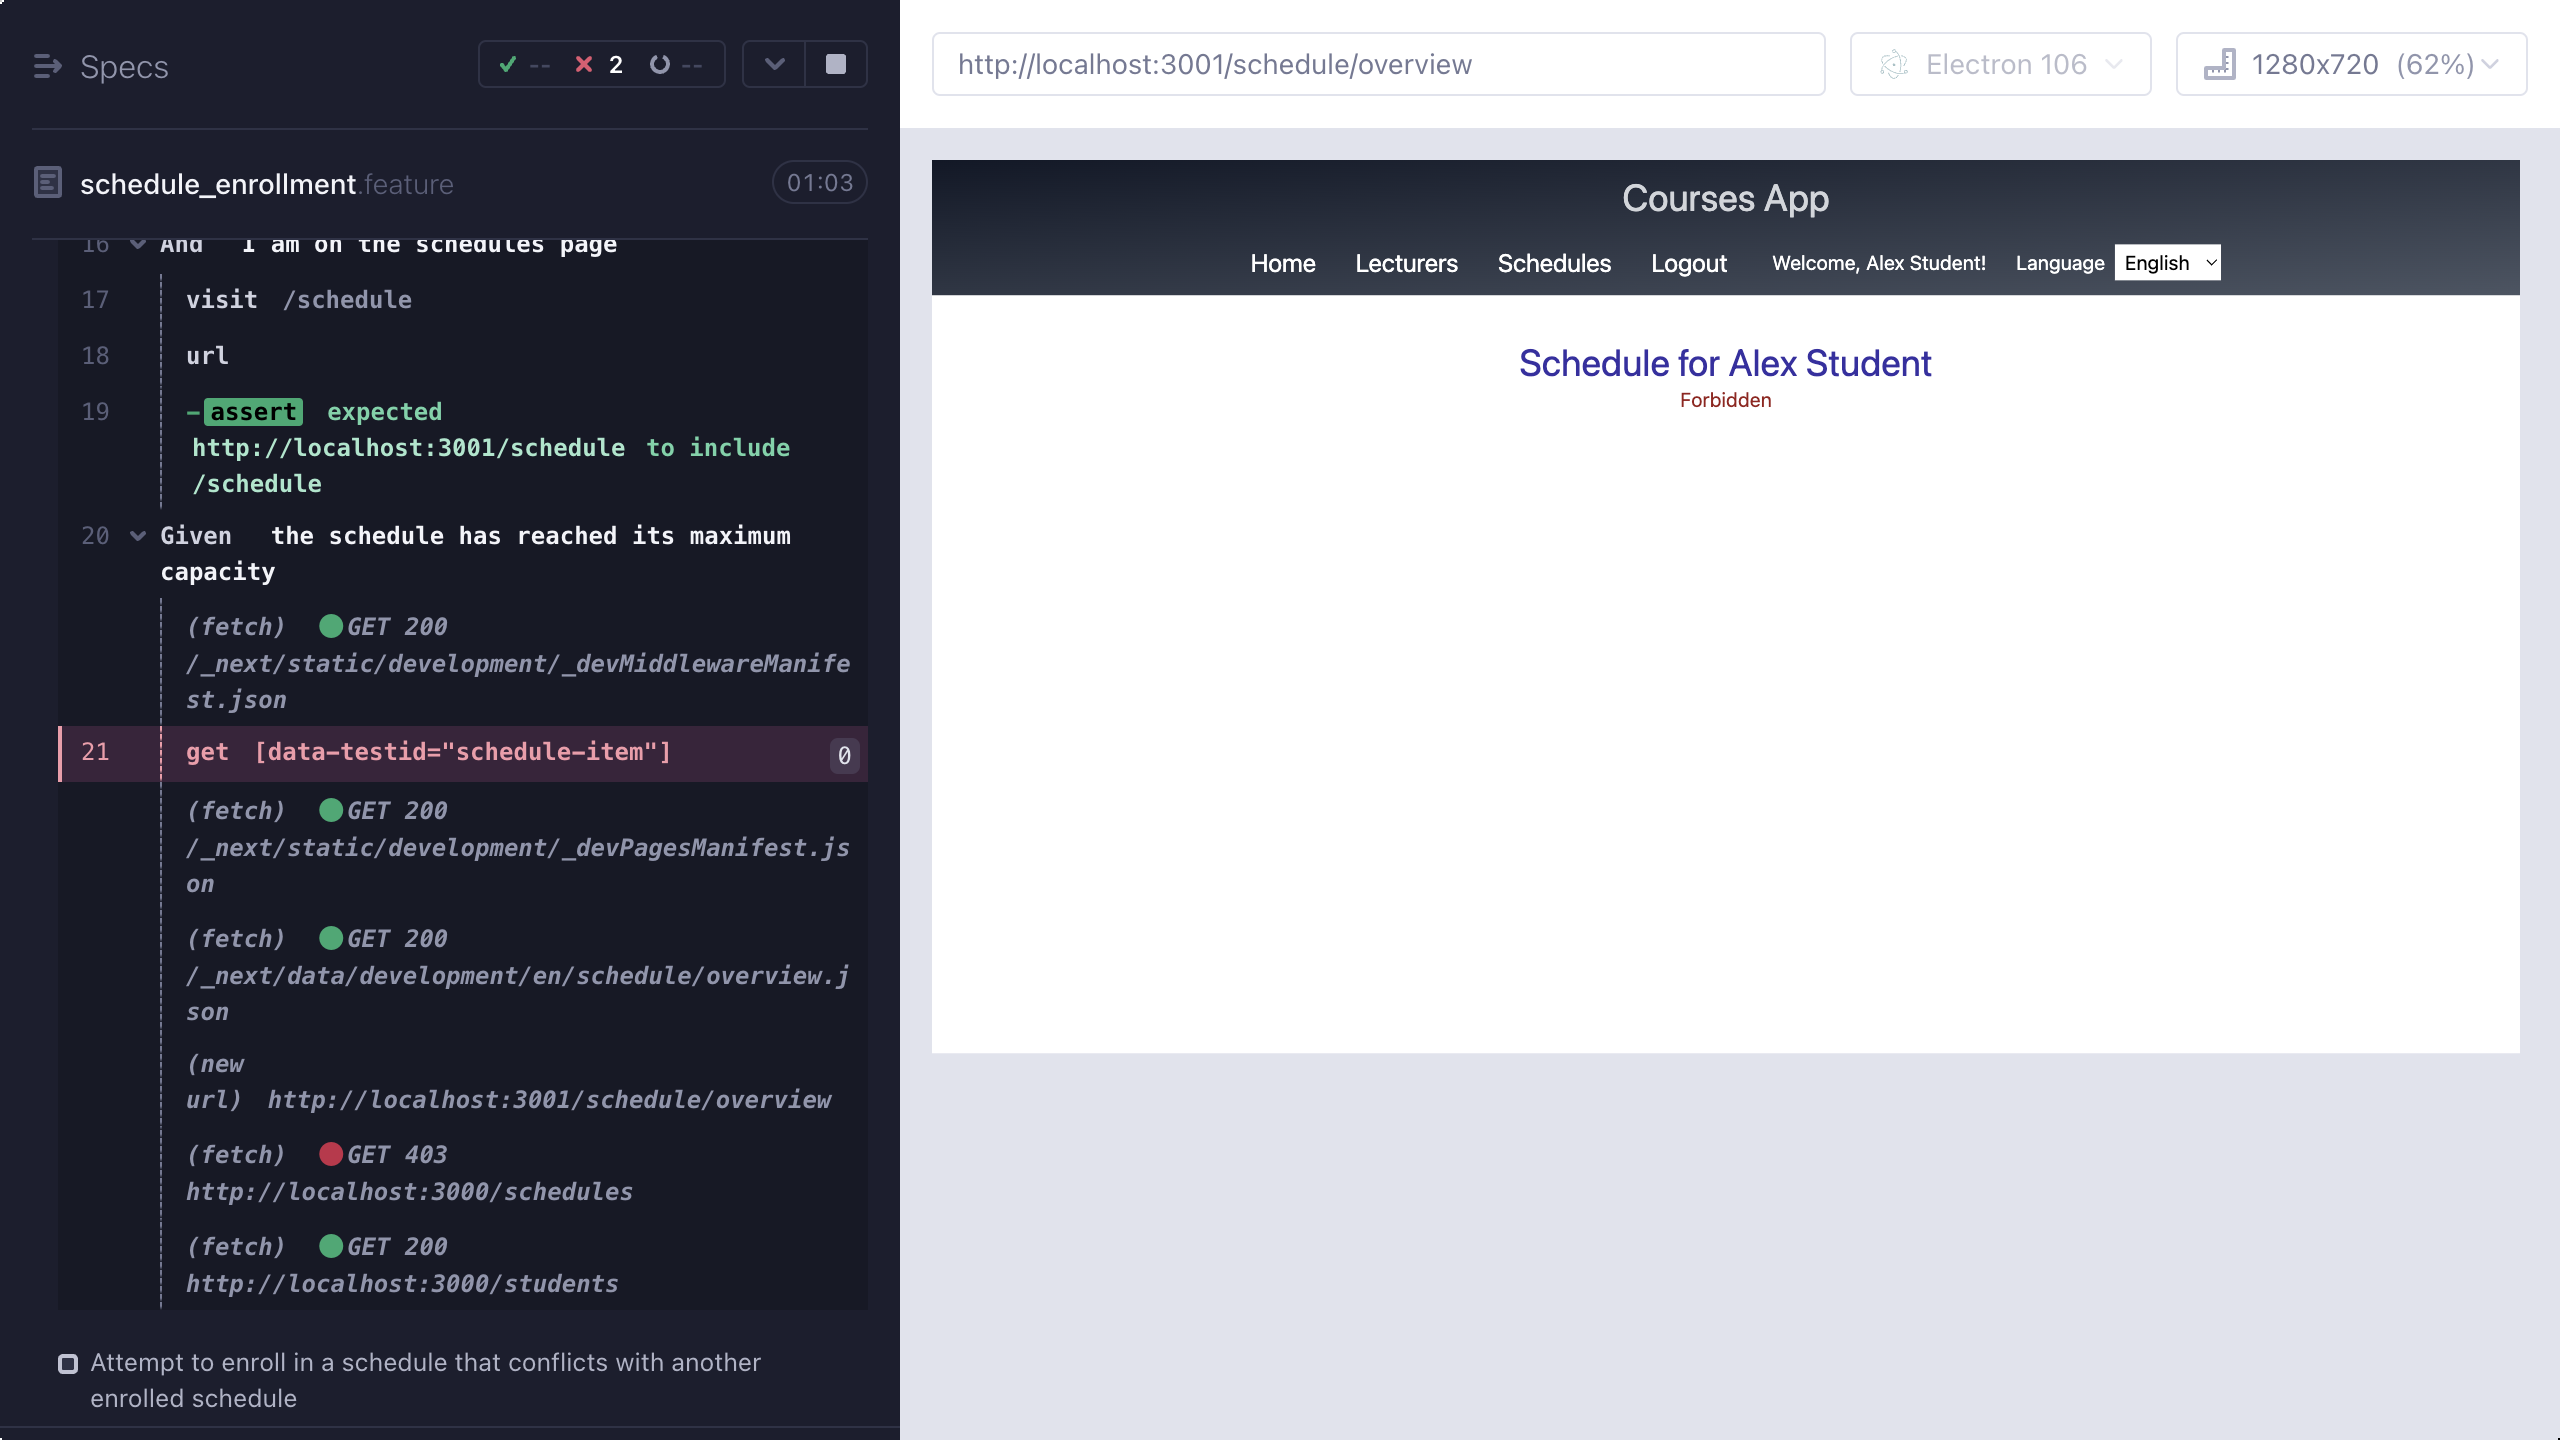 Specs
-- 2 --
schedule_enrollment.feature 01:03
16 And I am on the schedules page
17 visit /schedule
18 url
19 -assert expected
http://localhost:3001/schedule to include
/schedule
20 Given the schedule has reached its maximum
capacity
(fetch) GET 200
/_next/static/development/_devMiddlewareManife
st.json
21 get [data-testid="schedule-item"] 0
(fetch) GET 200
/_next/static/development/_devPagesManifest.js
on
(fetch) GET 200
/_next/data/development/en/schedule/overview.j
son
(new
url) http://localhost:3001/schedule/overview
(fetch) GET 403
http://localhost:3000/schedules
(fetch) GET 200
http://localhost:3000/students
Attempt to enroll in a schedule that conflicts with another
enrolled schedule
http://localhost:3001/schedule/overview Electron 106 1280x720 (62%)
Courses App
Home Lecturers Schedules Logout Welcome, Alex Student! Language English
Schedule for Alex Student
Forbidden